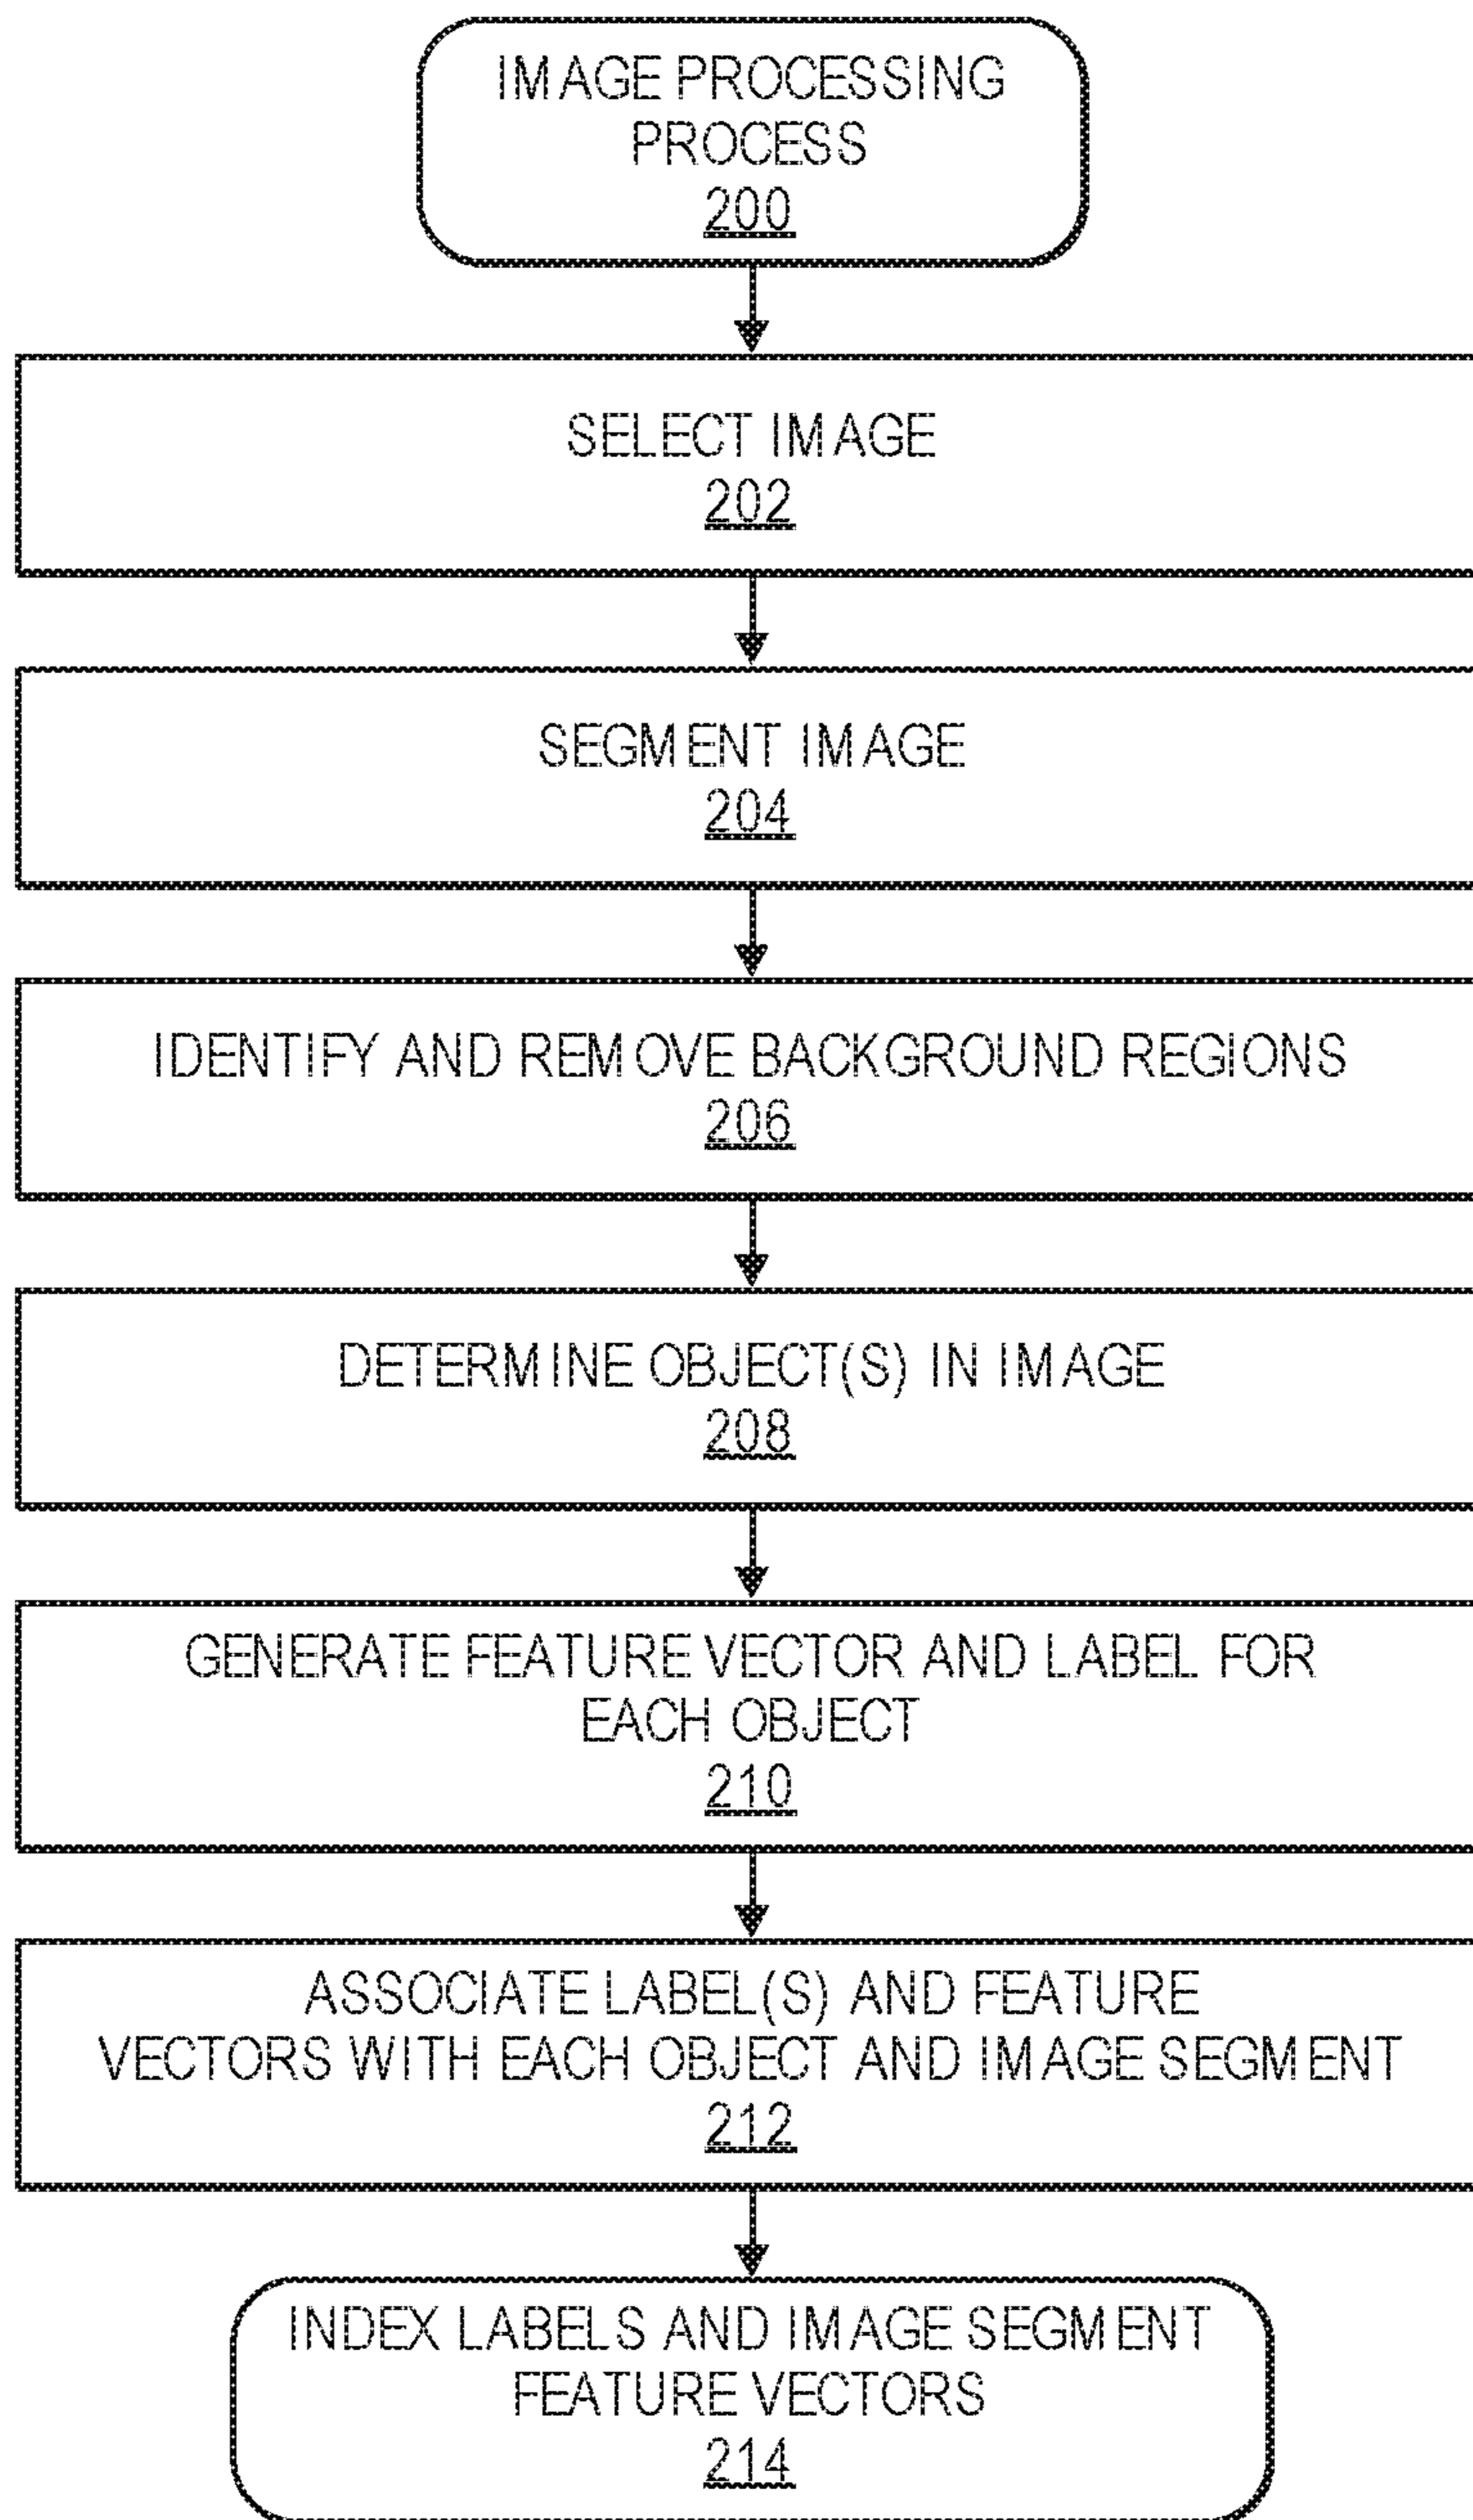 IMAGE PROCESSING
PROCESS
200
SELECT IMAGE
202
SEGMENT IMAGE
204
IDENTIFY AND REMOVE BACKGROUND REGIONS
206
DETERMINE OBJECT(S) IN IMAGE
208
GENERATE FEATURE VECTOR AND LABEL FOR
EACH OBJECT
210
ASSOCIATE LABEL(S) AND FEATURE
VECTORS WITH EACH OBJECT AND IMAGE SEGMENT
212
INDEX LABELS AND IMAGE SEGMENT
FEATURE VECTORS
214